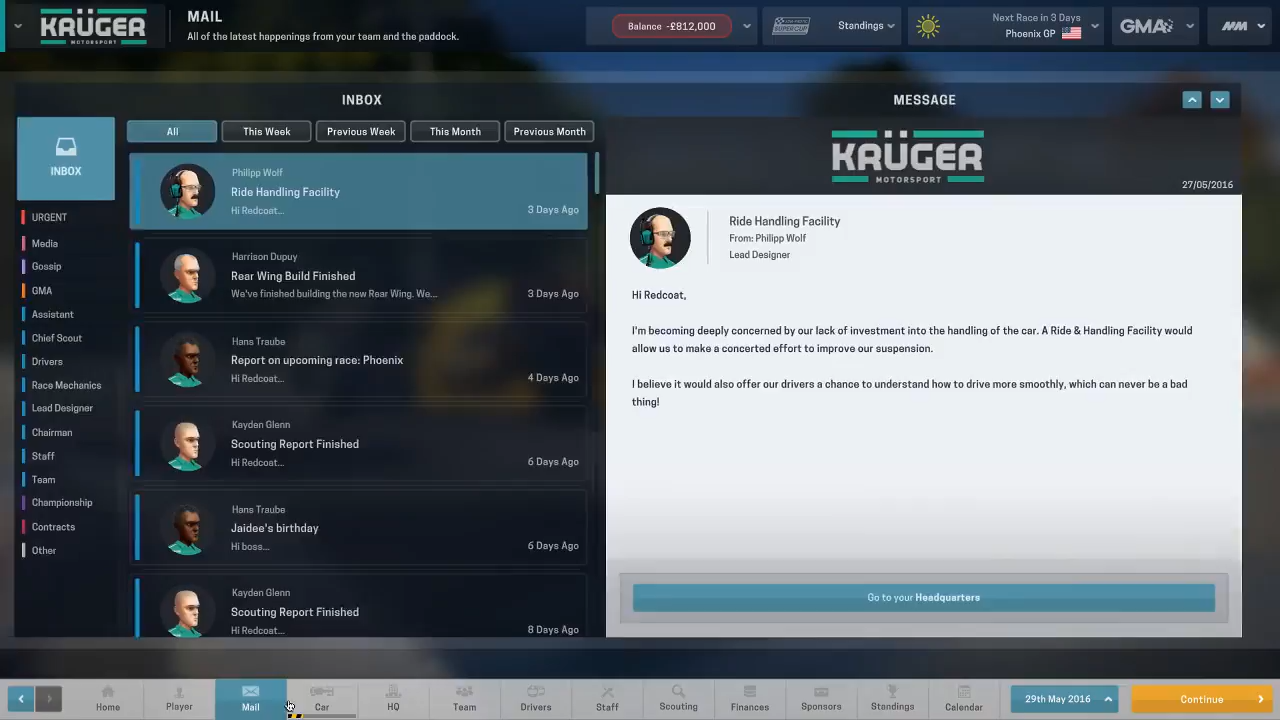 KRÜGER
MOTORSPORT
MAIL
All of the latest happenings from your team and the paddock.
Balance -£812,000
Standings
Next Race in 3 Days
Phoenix GP
GMA
INBOX
MESSAGE
INBOX
All
This Week
Previous Week
This Month
Previous Month
URGENT
Media
Gossip
GMA
Assistant
Chief Scout
Drivers
Race Mechanics
Lead Designer
Chairman
Staff
Team
Championship
Contracts
Other
Philipp Wolf
Ride Handling Facility
Hi Redcoat...
3 Days Ago
Harrison Dupuy
Rear Wing Build Finished
We've finished building the new Rear Wing. We...
3 Days Ago
Hans Traube
Report on upcoming race: Phoenix
Hi Redcoat...
4 Days Ago
Kayden Glenn
Scouting Report Finished
Hi Redcoat...
6 Days Ago
Hans Traube
Jaidee's birthday
Hi boss...
6 Days Ago
Kayden Glenn
Scouting Report Finished
Hi Redcoat...
8 Days Ago
KRÜGER
MOTORSPORT
27/05/2016
Ride Handling Facility
From: Philipp Wolf
Lead Designer
Hi Redcoat,
I'm becoming deeply concerned by our lack of investment into the handling of the car. A Ride & Handling Facility would
allow us to make a concerted effort to improve our suspension.
I believe it would also offer our drivers a chance to understand how to drive more smoothly, which can never be a bad
thing!
Go to your Headquarters
Home
Player
Mail
Car
HQ
Team
Drivers
Staff
Scouting
Finances
Sponsors
Standings
Calendar
29th May 2016
Continue